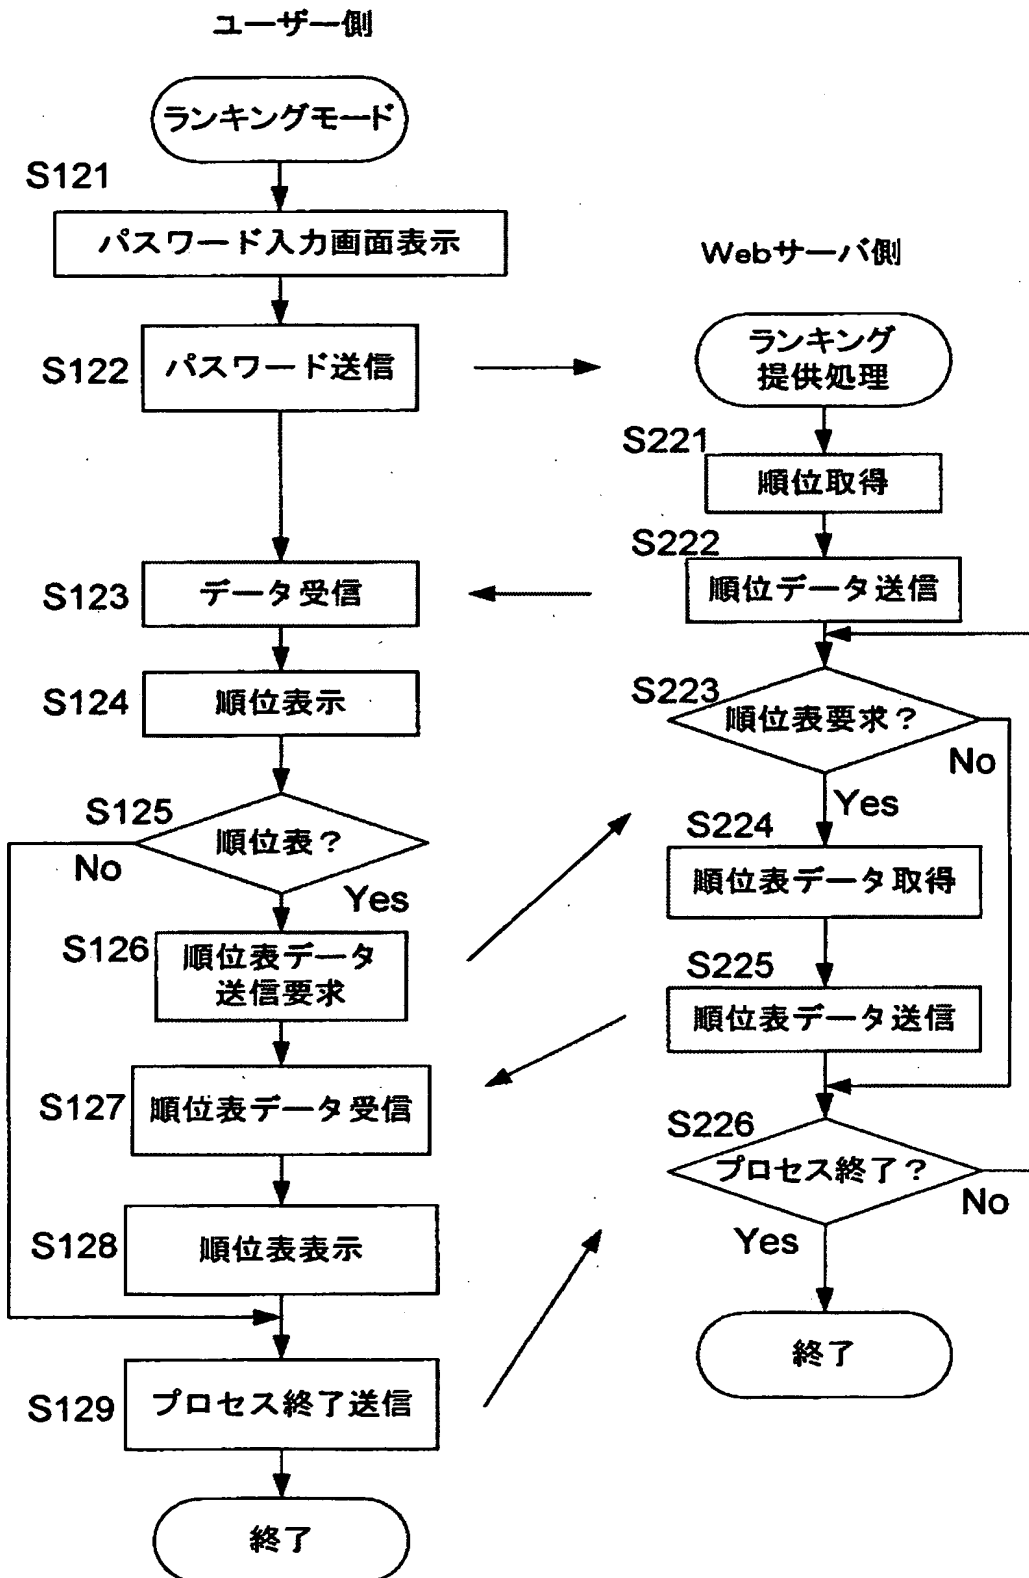 ユーザー側
ランキングモード
S121
パスワード入力画面表示
S122
パスワード送信
S123
データ受信
S124
順位表示
S125
順位表？
No
Yes
S126
順位表データ
送信要求
S127
順位表データ受信
S128
順位表表示
S129
プロセス終了送信
終了
Webサーバ側
ランキング
提供処理
S221
順位取得
S222
順位データ送信
S223
順位表要求？
No
Yes
S224
順位表データ取得
S225
順位表データ送信
S226
プロセス終了？
No
Yes
終了